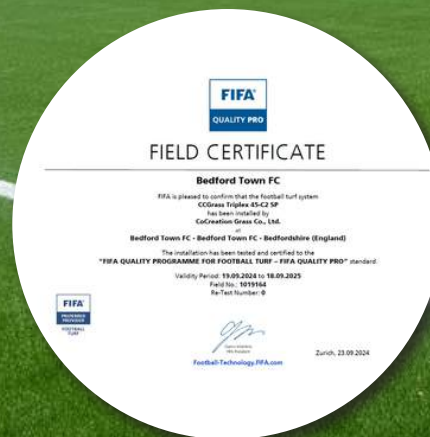 FIFA
QUALITY PRO
FIELD CERTIFICATE
Bedford Town FC
FIFA is pleased to confirm that the football turf system
CCGrass Triplex 45-C2 SP
has been installed by
CoCreation Grass Co., Ltd.
at
Bedford Town FC - Bedford Town FC - Bedfordshire (England)
The installation has been tested and certified to the
"FIFA QUALITY PROGRAMME FOR FOOTBALL TURF – FIFA QUALITY PRO" standard.
Validity Period: 19.09.2024 to 18.09.2025
Field No.: 1019164
Re-Test Number: 0
FIFA
PREFERRED
PROVIDER
FOOTBALL
TURF
Zurich, 23.09.2024
Football-Technology.FIFA.com